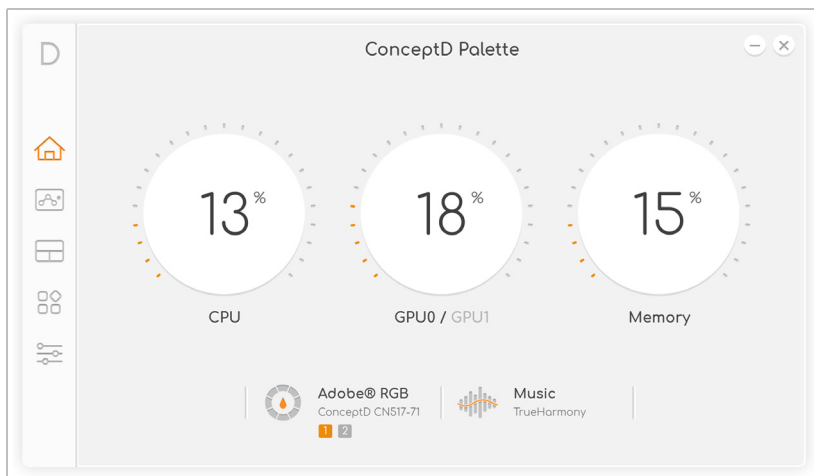 D
ConceptD Palette
13%
18%
15%
CPU
GPU0 / GPU1
Memory
Adobe® RGB
ConceptD CN517-71
1 2
Music
TrueHarmony